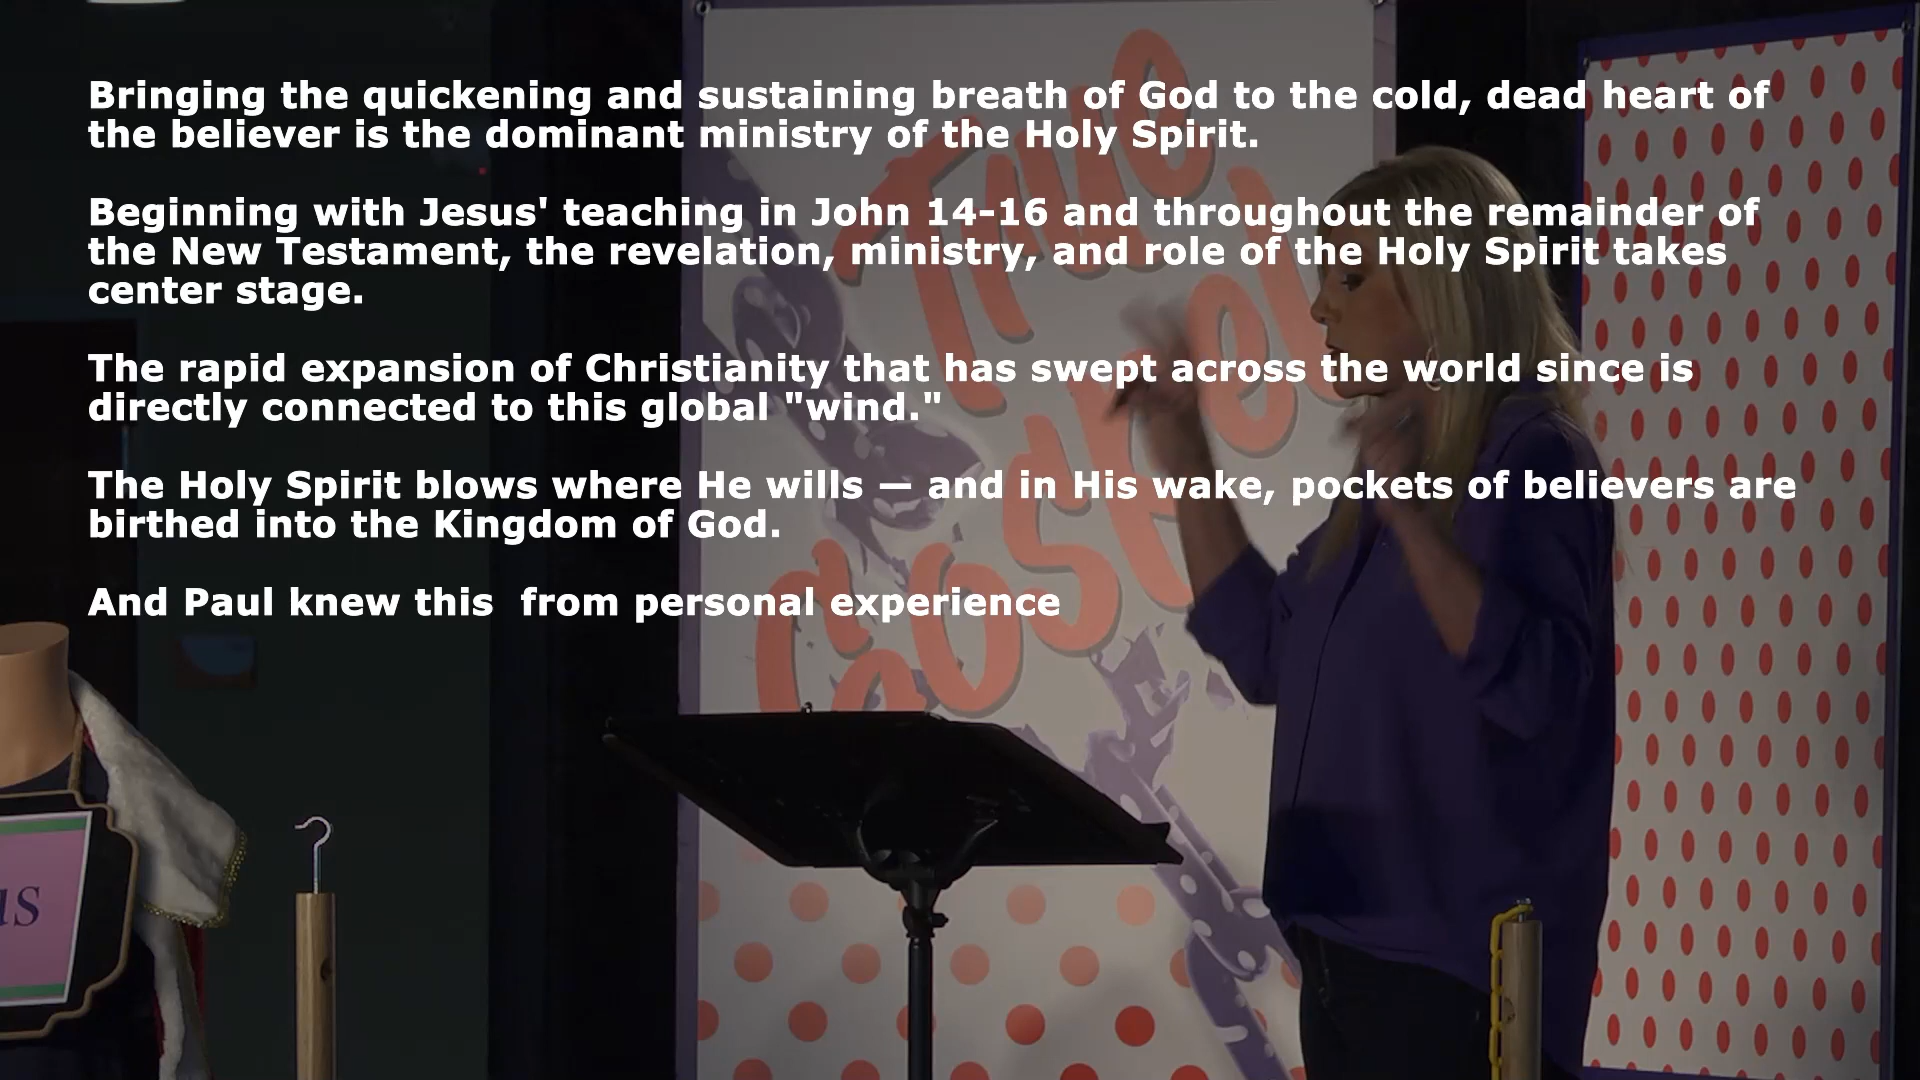 Bringing the quickening and sustaining breath of God to the cold, dead heart of
the believer is the dominant ministry of the Holy Spirit.
Beginning with Jesus' teaching in John 14-16 and throughout the remainder of
the New Testament, the revelation, ministry, and role of the Holy Spirit takes
center stage.
The rapid expansion of Christianity that has swept across the world since is
directly connected to this global "wind."
The Holy Spirit blows where He wills — and in His wake, pockets of believers are
birthed into the Kingdom of God.
And Paul knew this  from personal experience
True
Gospel